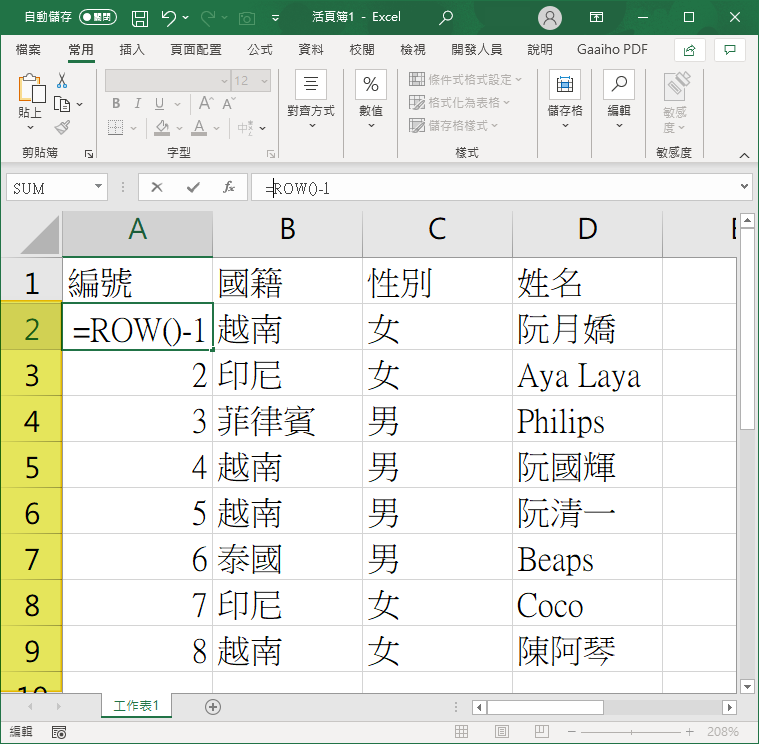 自動儲存 關閉 活頁簿1 - Excel
檔案 常用 插入 頁面配置 公式 資料 校閱 檢視 開發人員 說明 Gaaiho PDF
貼上 12 B I U A A A 中 對齊方式 % 數值 條件式格式設定 格式化為表格 儲存格樣式 儲存格 編輯 敏感度
剪貼簿 字型 樣式 敏感度
SUM fx =ROW()-1
A B C D
1 編號 國籍 性別 姓名
2 =ROW()-1 越南 女 阮月嬌
3 2 印尼 女 Aya Laya
4 3 菲律賓 男 Philips
5 4 越南 男 阮國輝
6 5 越南 男 阮清一
7 6 泰國 男 Beaps
8 7 印尼 女 Coco
9 8 越南 女 陳阿琴
10
工作表1
編輯 208%